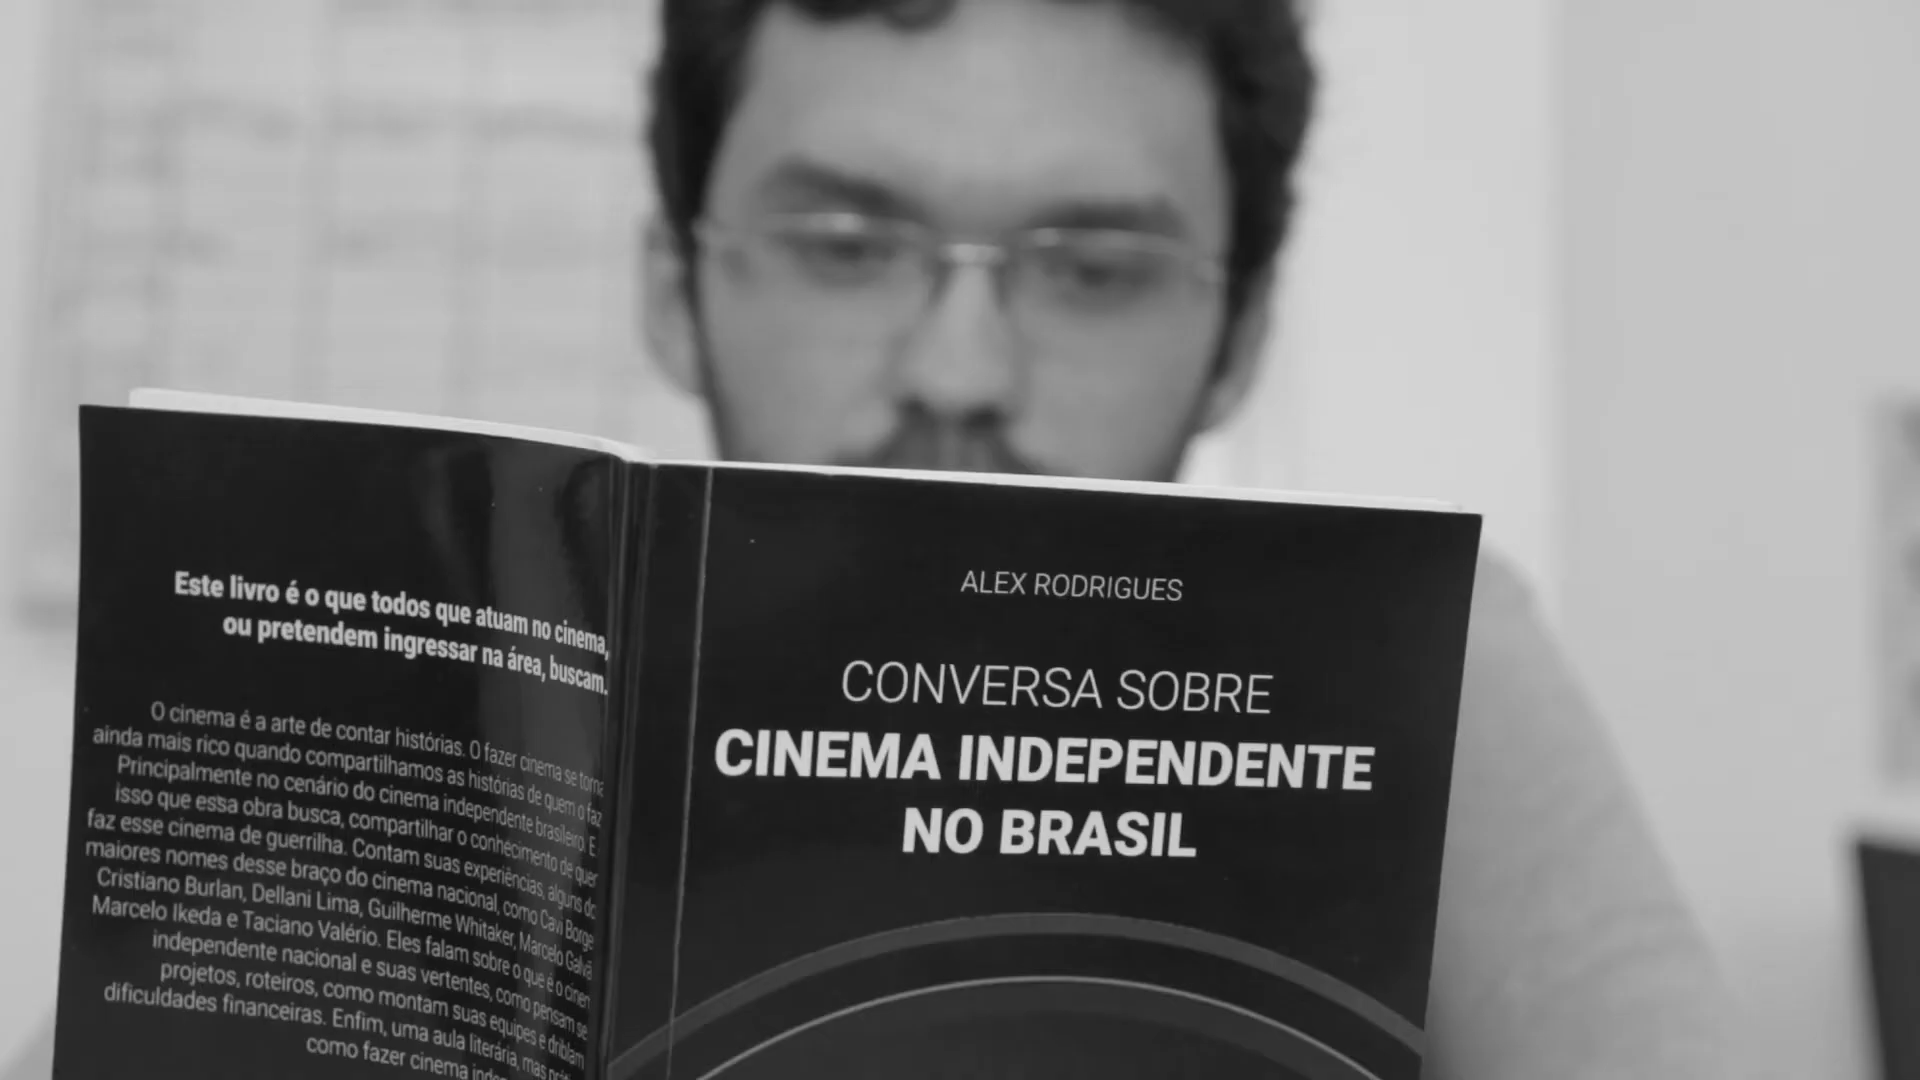 Este livro é o que todos que atuam no cinema,
ou pretendem ingressar na área, buscam.
O cinema é a arte de contar histórias. O fazer cinema se torna
ainda mais rico quando compartilhamos as histórias de quem o faz
Principalmente no cenário do cinema independente brasileiro. E
isso que essa obra busca, compartilhar o conhecimento de quem
faz esse cinema de guerrilha. Contam suas experiências, alguns do
maiores nomes desse braço do cinema nacional, como Cavi Borge
Cristiano Burlan, Dellani Lima, Guilherme Whitaker, Marcelo Galvã
Marcelo Ikeda e Taciano Valério. Eles falam sobre o que é o cinem
independente nacional e suas vertentes, como pensam se
projetos, roteiros, como montam suas equipes e driblam
dificuldades financeiras. Enfim, uma aula literária, mas
como fazer cinema
ALEX RODRIGUES
CONVERSA SOBRE
CINEMA INDEPENDENTE
NO BRASIL